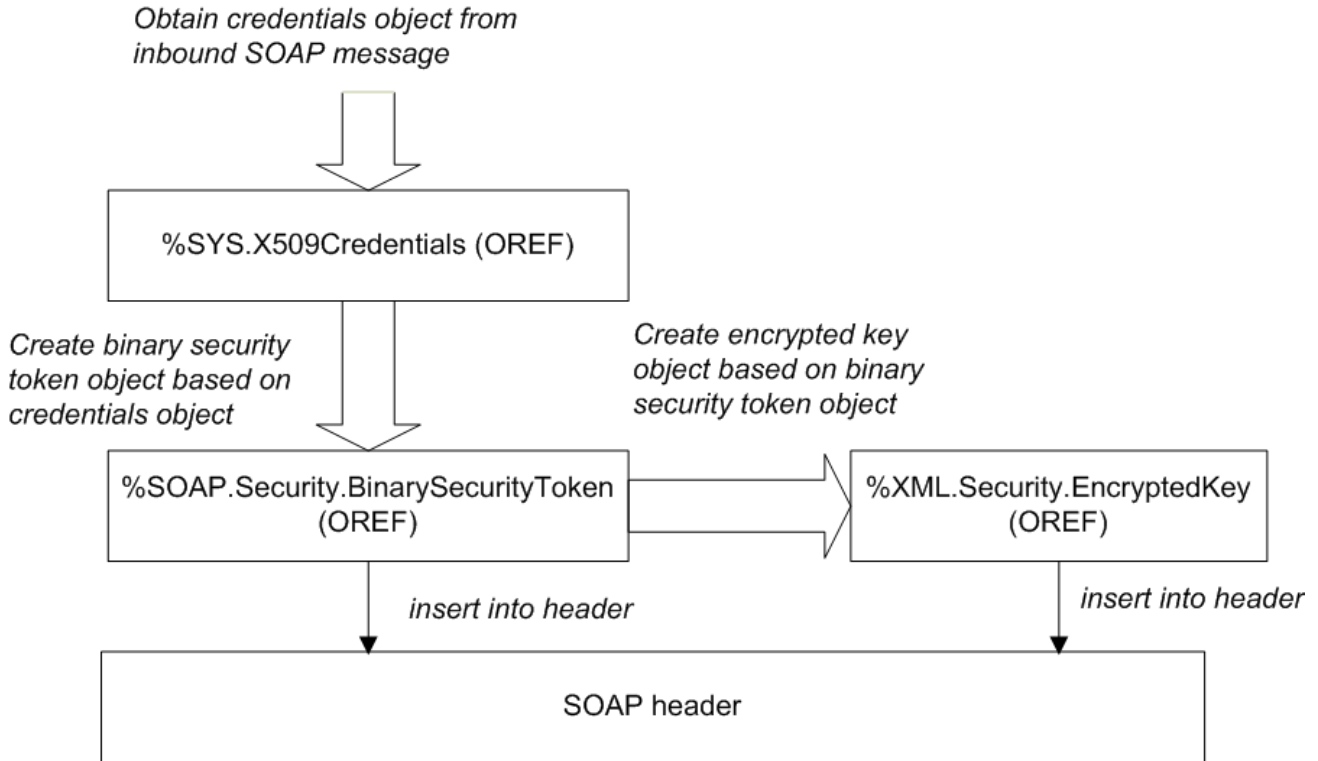 Obtain credentials object from
inbound SOAP message
%SYS.X509Credentials (OREF)
Create binary security
token object based on
credentials object
Create encrypted key
object based on binary
security token object
%SOAP.Security.BinarySecurityToken
(OREF)
%XML.Security.EncryptedKey
(OREF)
insert into header
insert into header
SOAP header